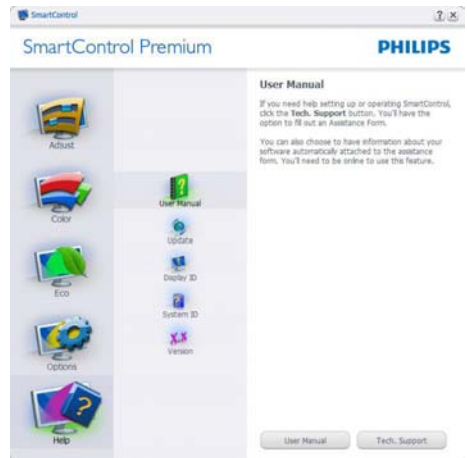 SmartControl
SmartControl Premium
PHILIPS
Adjust
Color
Eco
Options
Help
User Manual
Update
Display ID
System ID
Version
User Manual
If you need help setting up or operating SmartControl,
click the Tech. Support button. You'll have the
option to fill out an Assistance Form.
You can also choose to have information about your
software automatically attached to the assistance
form. You'll need to be online to use this feature.
User Manual
Tech. Support